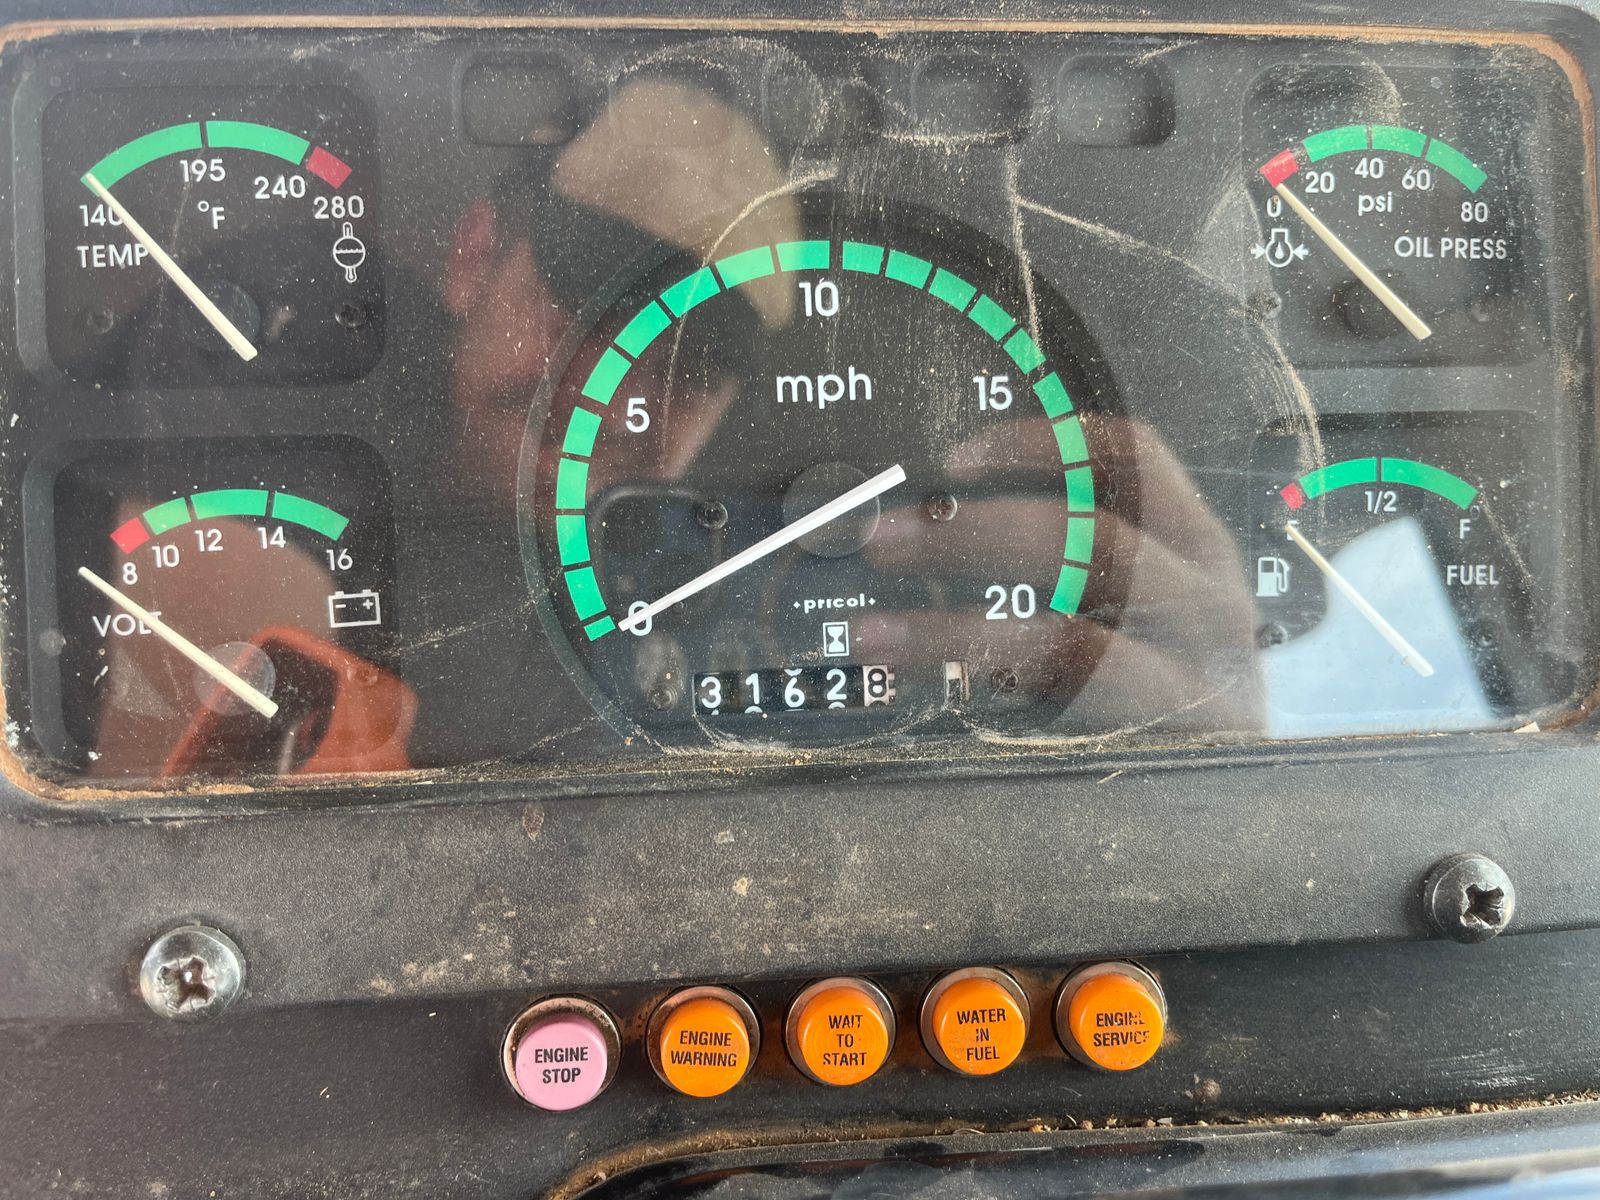 140
195
240
280
°F
TEMP
8
10
12
14
16
VOLT
- +
0
5
10
15
20
mph
pricol
31628
0
20
40
60
80
psi
OIL PRESS
1/2
F
FUEL
ENGINE
STOP
ENGINE
WARNING
WAIT
TO
START
WATER
IN
FUEL
ENGINE
SERVICE